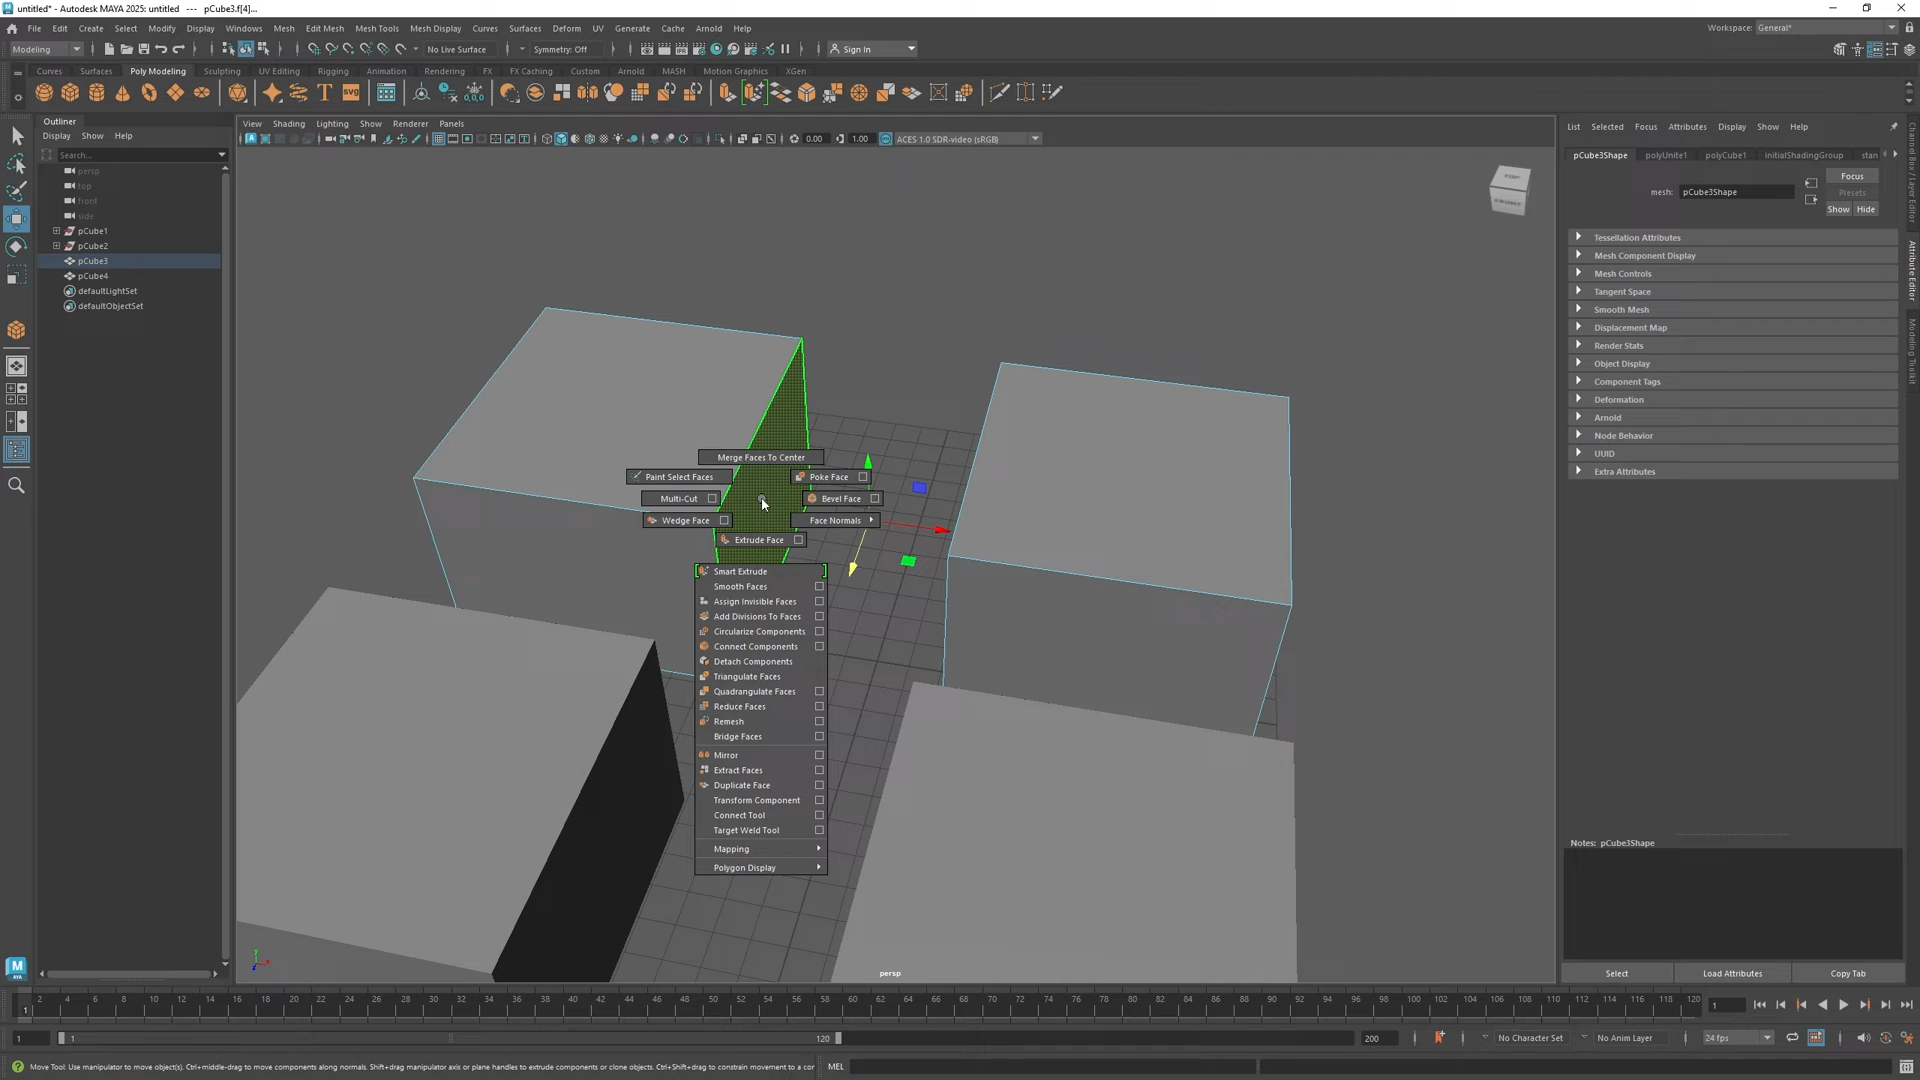 untitled* - Autodesk MAYA 2025: untitled   ---   pCube3.f[4]...
File Edit Create Select Modify Display Windows Mesh Edit Mesh Mesh Tools Mesh Display Curves Surfaces Deform UV Generate Cache Arnold Help
Workspace: General*
Modeling
No Live Surface
Symmetry: Off
Sign In
Curves Surfaces Poly Modeling Sculpting UV Editing Rigging Animation Rendering FX FX Caching Custom Arnold MASH Motion Graphics XGen
T
svg
Outliner
Display Show Help
Search...
persp
top
front
side
pCube1
pCube2
pCube3
pCube4
defaultLightSet
defaultObjectSet
View Shading Lighting Show Renderer Panels
0.00
1.00
ACES 1.0 SDR-video (sRGB)
TOP
FRONT
Merge Faces To Center
Paint Select Faces
Poke Face
Multi-Cut
Bevel Face
Wedge Face
Face Normals
Extrude Face
Smart Extrude
Smooth Faces
Assign Invisible Faces
Add Divisions To Faces
Circularize Components
Connect Components
Detach Components
Triangulate Faces
Quadrangulate Faces
Reduce Faces
Remesh
Bridge Faces
Mirror
Extract Faces
Duplicate Face
Transform Component
Connect Tool
Target Weld Tool
Mapping
Polygon Display
persp
List Selected Focus Attributes Display Show Help
pCube3Shape polyUnite1 polyCube1 initialShadingGroup stan
mesh: pCube3Shape
Focus
Presets
Show Hide
Tessellation Attributes
Mesh Component Display
Mesh Controls
Tangent Space
Smooth Mesh
Displacement Map
Render Stats
Object Display
Component Tags
Deformation
Arnold
Node Behavior
UUID
Extra Attributes
Notes: pCube3Shape
Select
Load Attributes
Copy Tab
Channel Box / Layer Editor
Attribute Editor
Modeling Toolkit
2 4 6 8 10 12 14 16 18 20 22 24 26 28 30 32 34 36 38 40 42 44 46 48 50 52 54 56 58 60 62 64 66 68 70 72 74 76 78 80 82 84 86 88 90 92 94 96 98 100 102 104 106 108 110 112 114 116 118 120
1
1
1
1
120
200
No Character Set
No Anim Layer
24 fps
Move Tool: Use manipulator to move object(s). Ctrl+middle-drag to move components along normals. Shift+drag manipulator axis or plane handles to extrude components or clone objects. Ctrl+Shift+drag to constrain movement to a cor
MEL